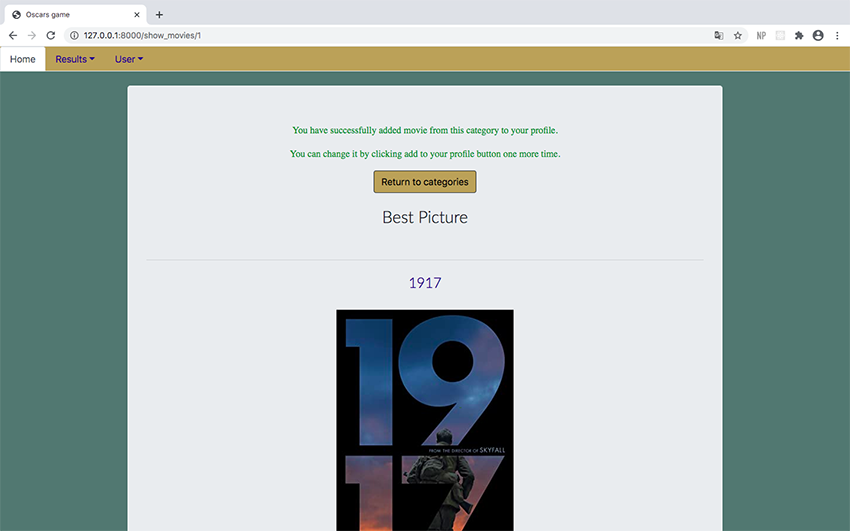 Oscars game
127.0.0.1:8000/show_movies/1
NP
Home Results User
You have successfully added movie from this category to your profile.
You can change it by clicking add to your profile button one more time.
Return to categories
Best Picture
1917
19
FROM THE DIRECTOR OF SKYFALL
17